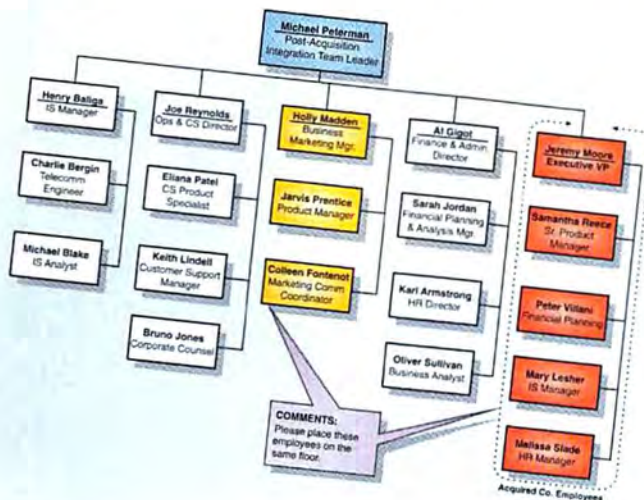 Michael Peterman
Post-Acquisition
Integration Team Leader
Henry Baliga
IS Manager
Charlie Bergin
Telecomm
Engineer
Michael Blake
IS Analyst
Joe Reynolds
Ops & CS Director
Eliana Patel
CS Product
Specialist
Keith Lindell
Customer Support
Manager
Bruno Jones
Corporate Counsel
Holly Madden
Business
Marketing Mgr.
Jarvis Prentice
Product Manager
Colleen Fontenot
Marketing Comm
Coordinator
Al Gigot
Finance & Admin.
Director
Sarah Jordan
Financial Planning
& Analysis Mgr.
Karl Armstrong
HR Director
Oliver Sullivan
Business Analyst
Jeremy Moore
Executive VP
Samantha Reece
Sr. Product
Manager
Peter Villani
Financial Planning
Mary Lesher
IS Manager
Melissa Slade
HR Manager
Acquired Co. Employees
COMMENTS:
Please place these
employees on the
same floor.